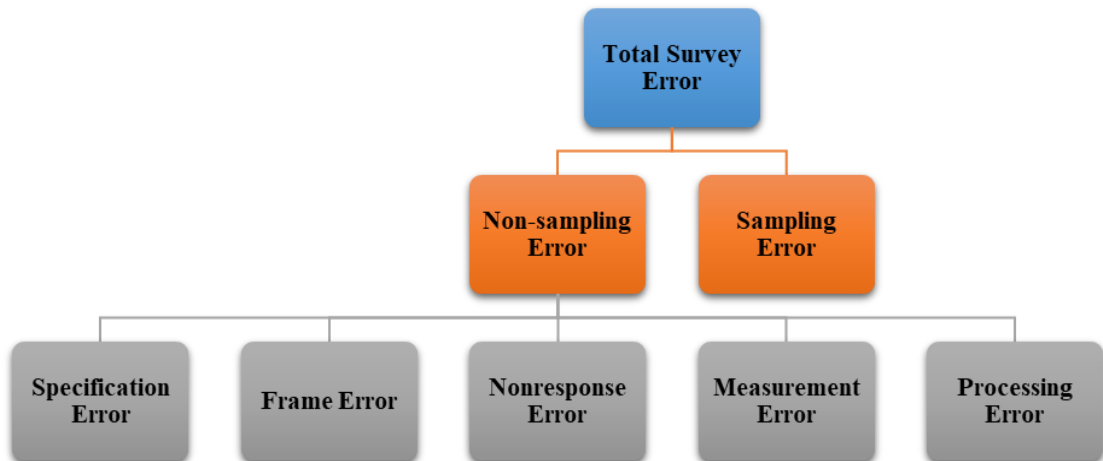 Total Survey
Error
Non-sampling
Error
Sampling
Error
Specification
Error
Frame Error
Nonresponse
Error
Measurement
Error
Processing
Error